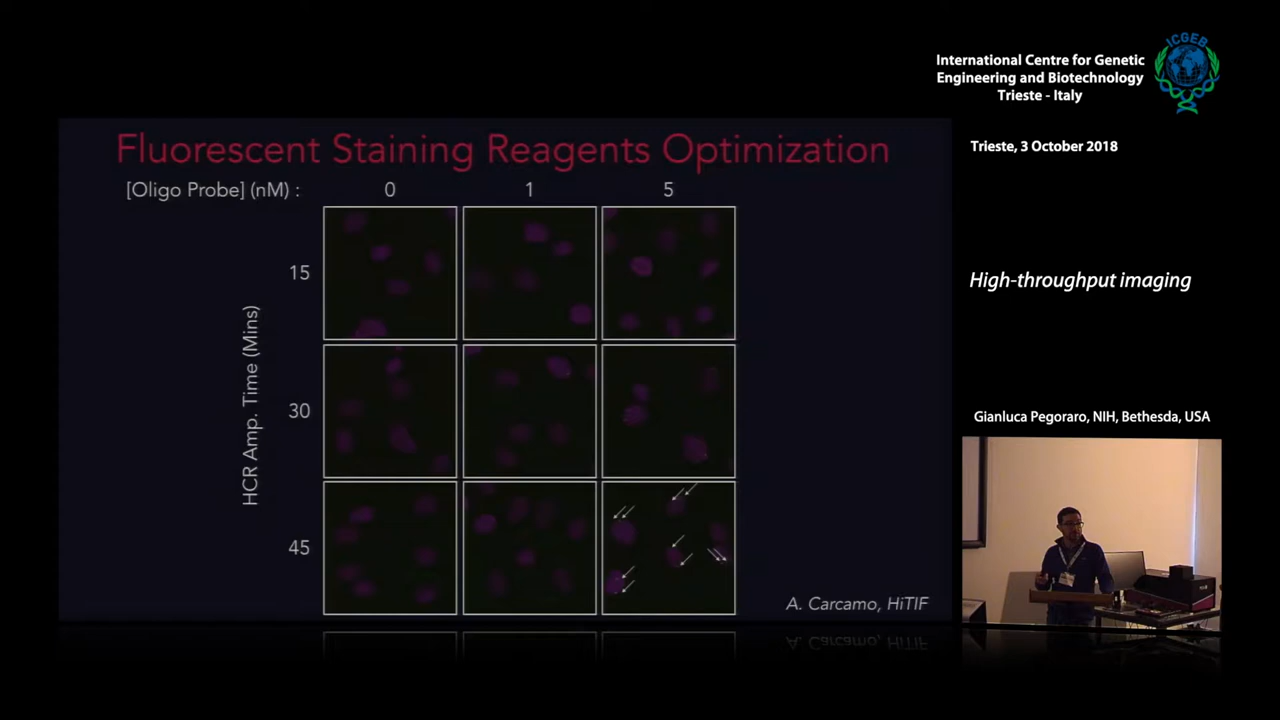 ICGEB
International Centre for Genetic
Engineering and Biotechnology
Trieste - Italy
Trieste, 3 October 2018
Fluorescent Staining Reagents Optimization
[Oligo Probe] (nM) : 0 1 5
15
30
45
HCR Amp. Time (Mins)
A. Carcamo, HiTIF
High-throughput imaging
Gianluca Pegoraro, NIH, Bethesda, USA